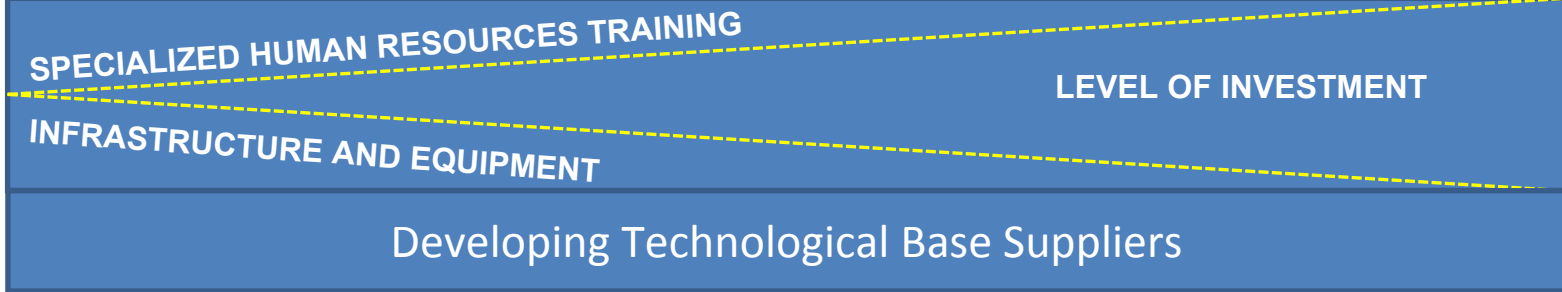 SPECIALIZED HUMAN RESOURCES TRAINING
LEVEL OF INVESTMENT
INFRASTRUCTURE AND EQUIPMENT
Developing Technological Base Suppliers